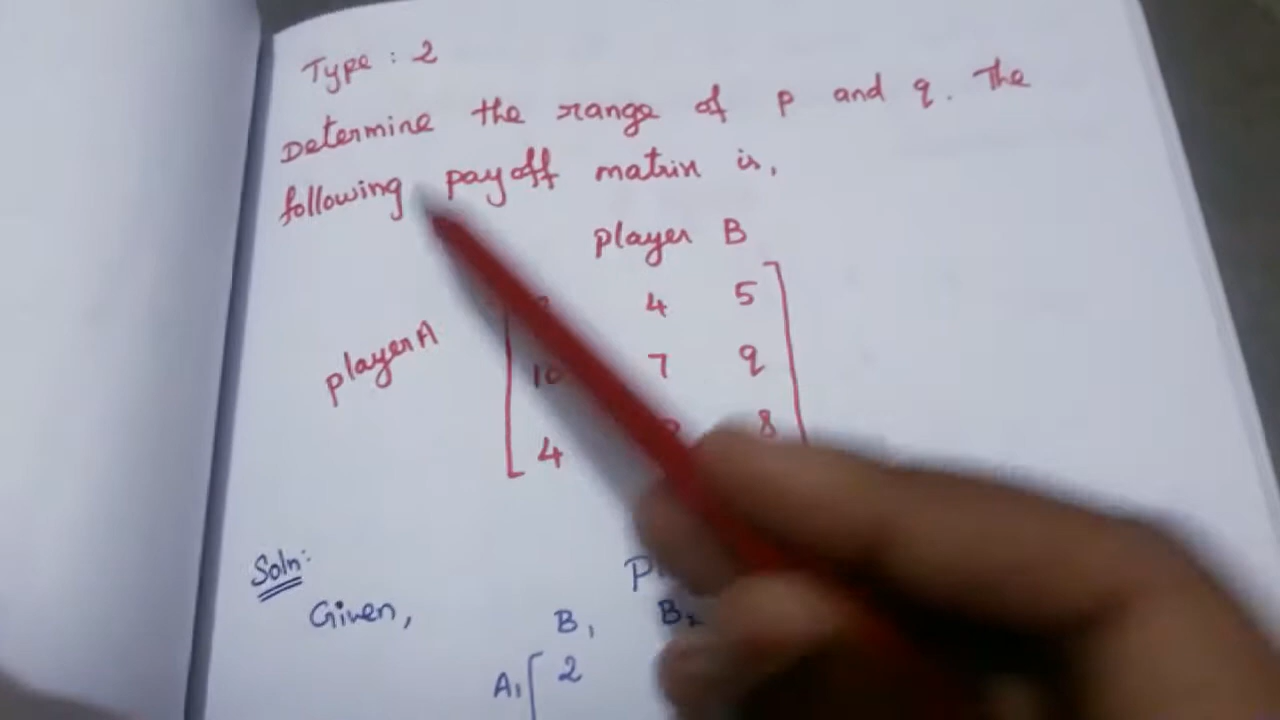 Type : 2
Determine the range of p and q. The
following payoff matrix is,
player B
4 5
player A
10 7 q
4 8
Soln:
Given,
B1 B2
A1 2